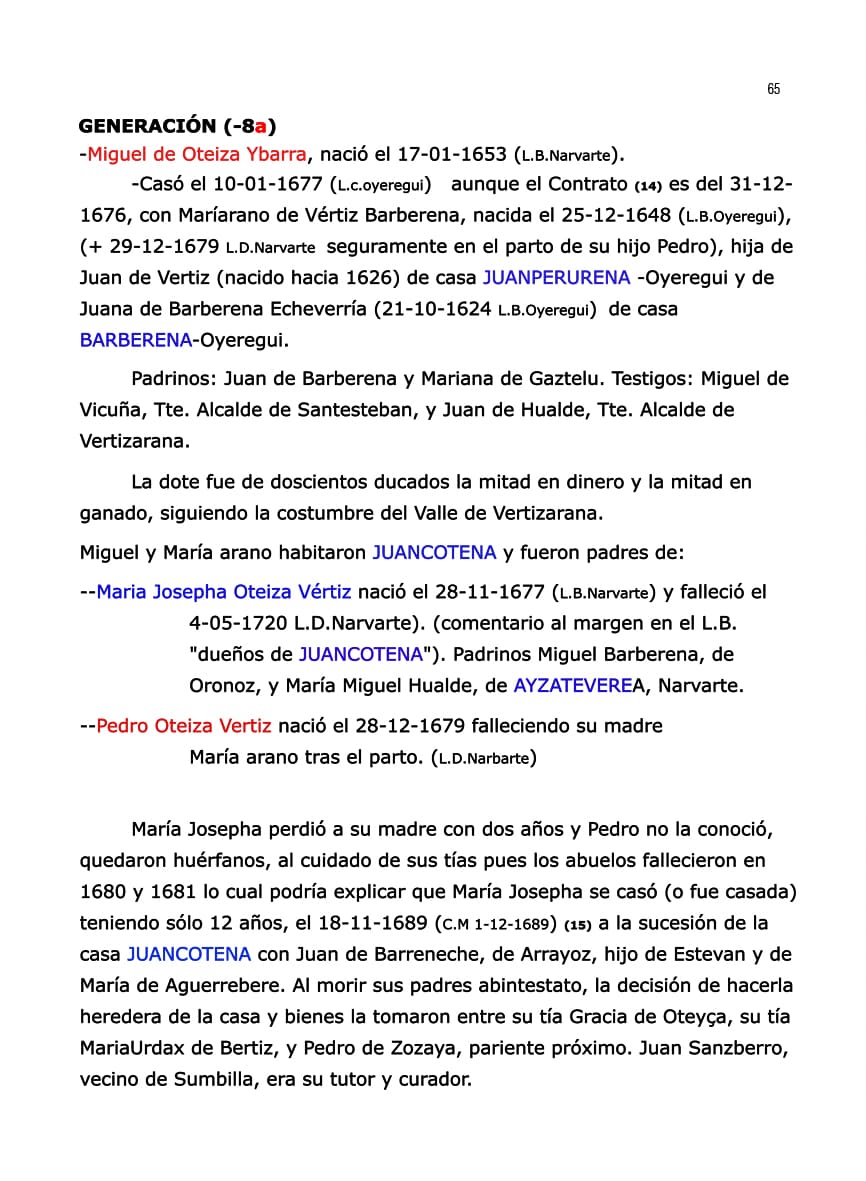 65
GENERACIÓN (-8a)
-Miguel de Oteiza Ybarra, nació el 17-01-1653 (L.B.Narvarte).
-Casó el 10-01-1677 (L.c.oyeregui) aunque el Contrato (14) es del 31-12-
1676, con Maríarano de Vértiz Barberena, nacida el 25-12-1648 (L.B.Oyeregui),
(+ 29-12-1679 L.D.Narvarte seguramente en el parto de su hijo Pedro), hija de
Juan de Vertiz (nacido hacia 1626) de casa JUANPERURENA -Oyeregui y de
Juana de Barberena Echeverría (21-10-1624 L.B.Oyeregui) de casa
BARBERENA-Oyeregui.
Padrinos: Juan de Barberena y Mariana de Gaztelu. Testigos: Miguel de
Vicuña, Tte. Alcalde de Santesteban, y Juan de Hualde, Tte. Alcalde de
Vertizarana.
La dote fue de doscientos ducados la mitad en dinero y la mitad en
ganado, siguiendo la costumbre del Valle de Vertizarana.
Miguel y María arano habitaron JUANCOTENA y fueron padres de:
--Maria Josepha Oteiza Vértiz nació el 28-11-1677 (L.B.Narvarte) y falleció el
4-05-1720 L.D.Narvarte). (comentario al margen en el L.B.
"dueños de JUANCOTENA"). Padrinos Miguel Barberena, de
Oronoz, y María Miguel Hualde, de AYZATEVEREA, Narvarte.
--Pedro Oteiza Vertiz nació el 28-12-1679 falleciendo su madre
María arano tras el parto. (L.D.Narbarte)
María Josepha perdió a su madre con dos años y Pedro no la conoció,
quedaron huérfanos, al cuidado de sus tías pues los abuelos fallecieron en
1680 y 1681 lo cual podría explicar que María Josepha se casó (o fue casada)
teniendo sólo 12 años, el 18-11-1689 (C.M 1-12-1689) (15) a la sucesión de la
casa JUANCOTENA con Juan de Barreneche, de Arrayoz, hijo de Estevan y de
María de Aguerrebere. Al morir sus padres abintestato, la decisión de hacerla
heredera de la casa y bienes la tomaron entre su tía Gracia de Oteyça, su tía
MariaUrdax de Bertiz, y Pedro de Zozaya, pariente próximo. Juan Sanzberro,
vecino de Sumbilla, era su tutor y curador.